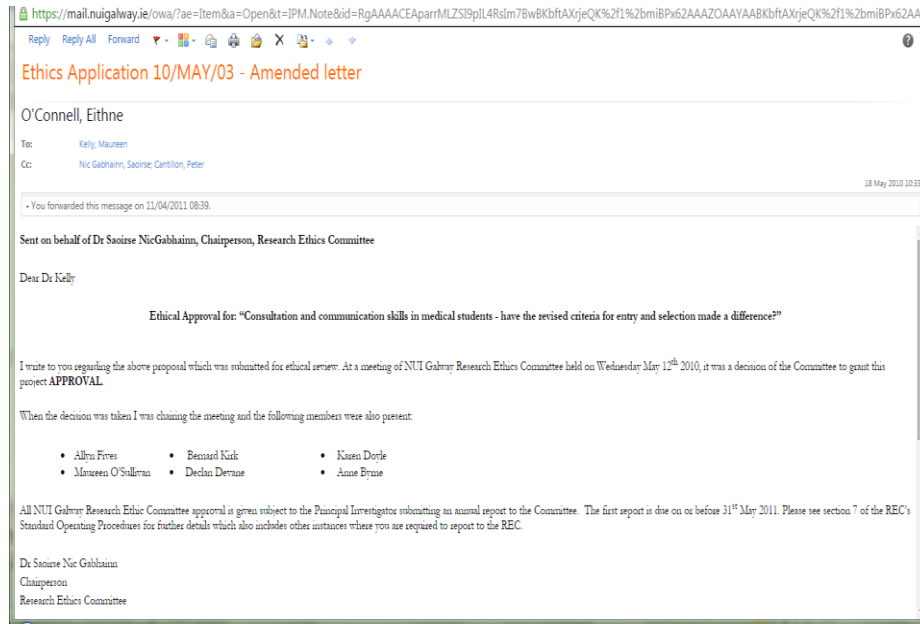 https://mail.nuigalway.ie/owa/?ae=Item&a=Open&t=IPM.Note&id=RgAAAACEAparrMLZSI9pIL4RsIm7BwBKbftAXrjeQK%2f1%2bmiBPx62AAAZOAAYAABKbftAXrjeQK%2f1%2bmiBPx62AA
Reply Reply All Forward
Ethics Application 10/MAY/03 - Amended letter
O'Connell, Eithne
To: Kelly, Maureen
Cc: Nic Gabhainn, Saoirse; Cantillon, Peter
18 May 2010 10:33
- You forwarded this message on 11/04/2011 08:39.
Sent on behalf of Dr Saoirse NicGabhainn, Chairperson, Research Ethics Committee
Dear Dr Kelly
Ethical Approval for: “Consultation and communication skills in medical students - have the revised criteria for entry and selection made a difference?”
I write to you regarding the above proposal which was submitted for ethical review. At a meeting of NUI Galway Research Ethics Committee held on Wednesday May 12th 2010, it was a decision of the Committee to grant this
project APPROVAL.
When the decision was taken I was chairing the meeting and the following members were also present:
• Allyn Fives • Bernard Kirk • Karen Doyle
• Maureen O'Sullivan • Declan Devane • Anne Byrne
All NUI Galway Research Ethic Committee approval is given subject to the Principal Investigator submitting an annual report to the Committee. The first report is due on or before 31ST May 2011. Please see section 7 of the REC’s
Standard Operating Procedures for further details which also includes other instances where you are required to report to the REC.
Dr Saoirse Nic Gabhainn
Chairperson
Research Ethics Committee